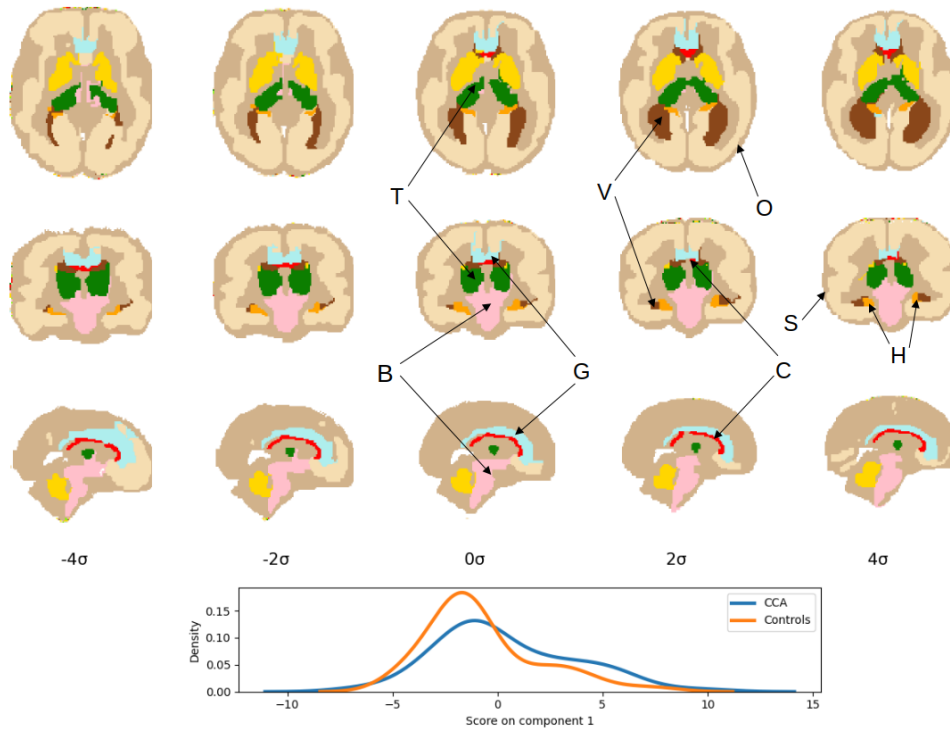 T
V
O
S
H
B
G
C
-4σ
-2σ
0σ
2σ
4σ
Density
0.15
0.10
0.05
0.00
CCA
Controls
-10
-5
0
5
10
15
Score on component 1